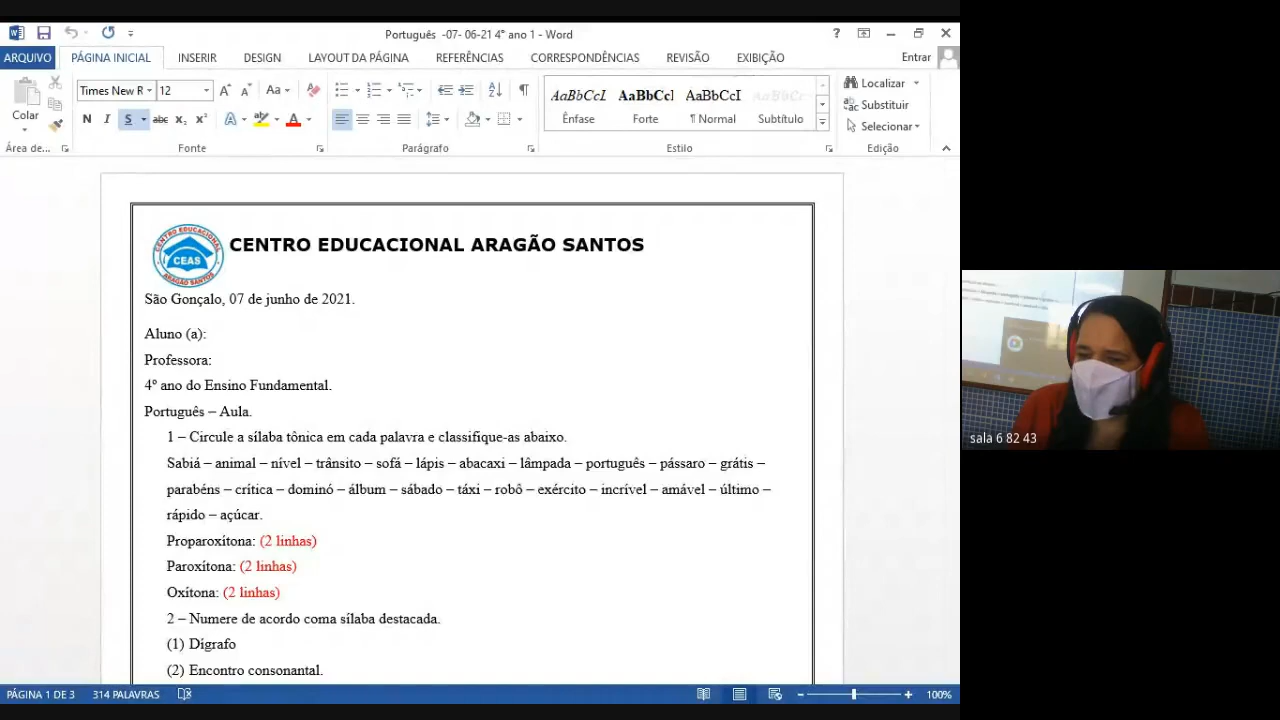 Português -07- 06-21 4° ano 1 - Word
ARQUIVO PÁGINA INICIAL INSERIR DESIGN LAYOUT DA PÁGINA REFERÊNCIAS CORRESPONDÊNCIAS REVISÃO EXIBIÇÃO Entrar
Times New R 12
Colar
Localizar
Substituir
Selecionar
AaBbCcI AaBbCcI AaBbCcI AaBbCc
Ênfase Forte ¶ Normal Subtítulo
Área de... Fonte Parágrafo Estilo Edição
CENTRO EDUCACIONAL
CEAS
ARAGÃO SANTOS
CENTRO EDUCACIONAL ARAGÃO SANTOS
São Gonçalo, 07 de junho de 2021.
Aluno (a):
Professora:
4º ano do Ensino Fundamental.
Português – Aula.
1 – Circule a sílaba tônica em cada palavra e classifique-as abaixo.
Sabiá – animal – nível – trânsito – sofá – lápis – abacaxi – lâmpada – português – pássaro – grátis –
parabéns – crítica – dominó – álbum – sábado – táxi – robô – exército – incrível – amável – último –
rápido – açúcar.
Proparoxítona: (2 linhas)
Paroxítona: (2 linhas)
Oxítona: (2 linhas)
2 – Numere de acordo coma sílaba destacada.
(1) Dígrafo
(2) Encontro consonantal.
PÁGINA 1 DE 3 314 PALAVRAS 100%
sala 6 82 43